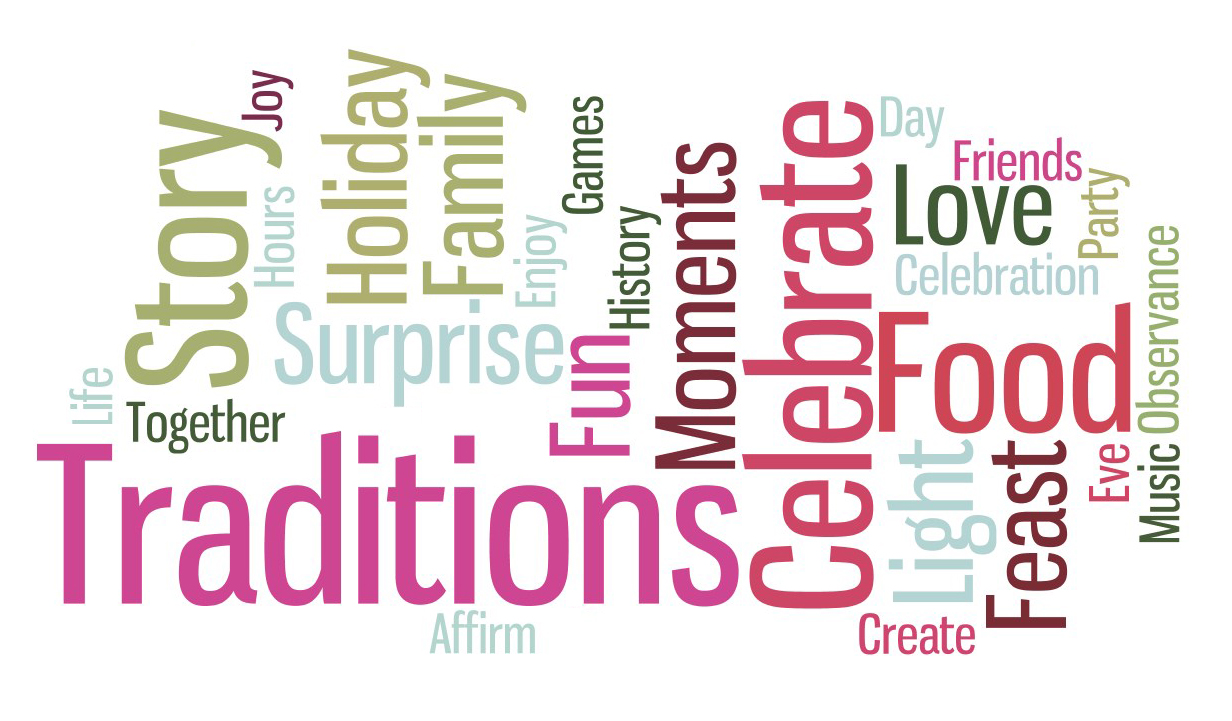 Joy
Story
Holiday
Family
Games
Hours
Enjoy
History
Surprise
Life
Together
Fun
Moments
Celebrate
Day
Friends
Love
Party
Celebration
Observance
Food
Traditions
Light
Feast
Eve
Music
Affirm
Create